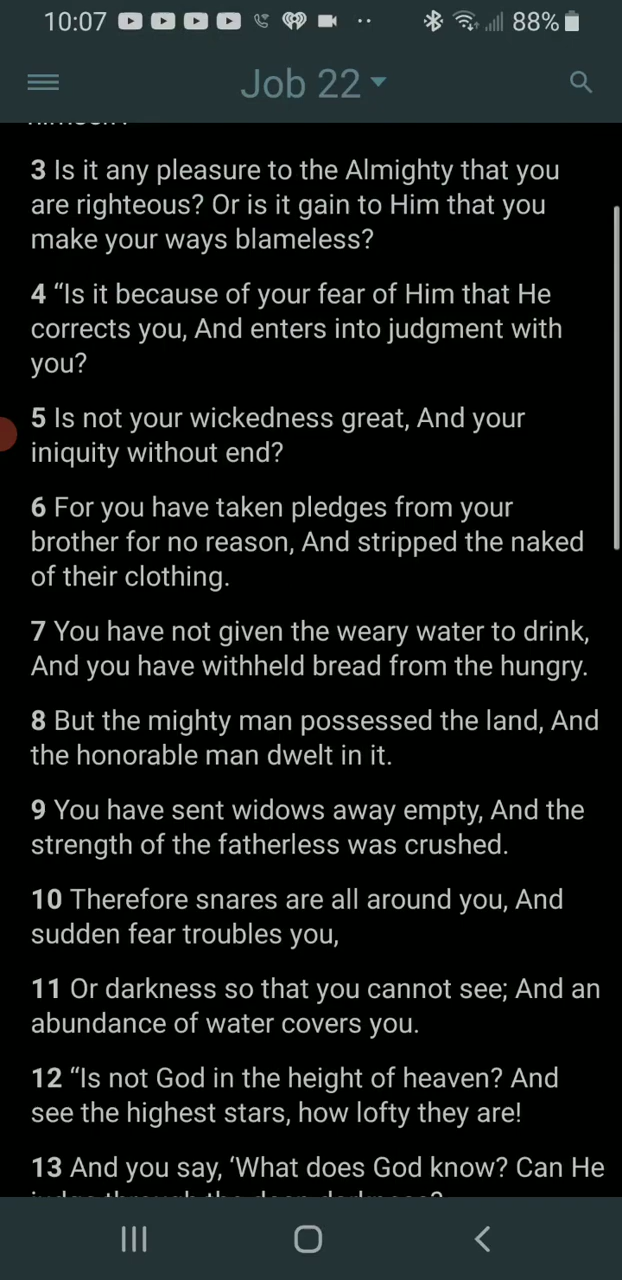 10:07
88%
Job 22
3 Is it any pleasure to the Almighty that you
are righteous? Or is it gain to Him that you
make your ways blameless?
4 “Is it because of your fear of Him that He
corrects you, And enters into judgment with
you?
5 Is not your wickedness great, And your
iniquity without end?
6 For you have taken pledges from your
brother for no reason, And stripped the naked
of their clothing.
7 You have not given the weary water to drink,
And you have withheld bread from the hungry.
8 But the mighty man possessed the land, And
the honorable man dwelt in it.
9 You have sent widows away empty, And the
strength of the fatherless was crushed.
10 Therefore snares are all around you, And
sudden fear troubles you,
11 Or darkness so that you cannot see; And an
abundance of water covers you.
12 “Is not God in the height of heaven? And
see the highest stars, how lofty they are!
13 And you say, ‘What does God know? Can He